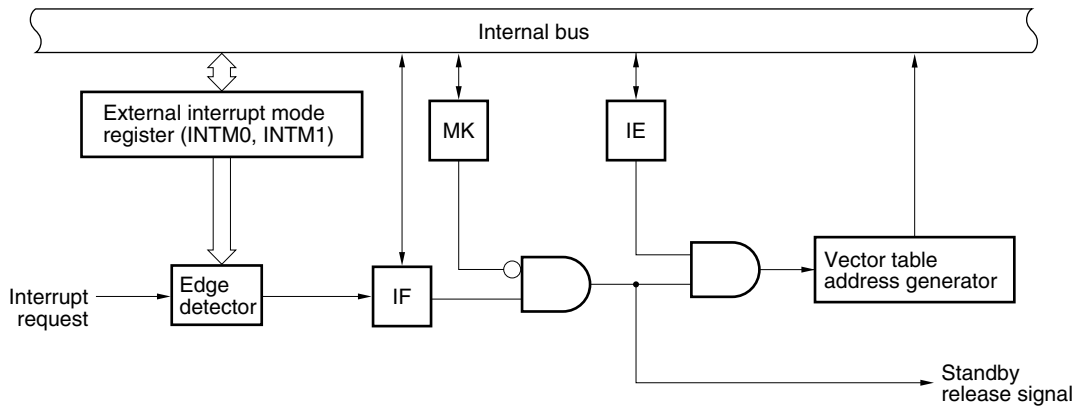 Internal bus
External interrupt mode
register (INTM0, INTM1)
MK
IE
Interrupt
request
Edge
detector
IF
Vector table
address generator
Standby
release signal